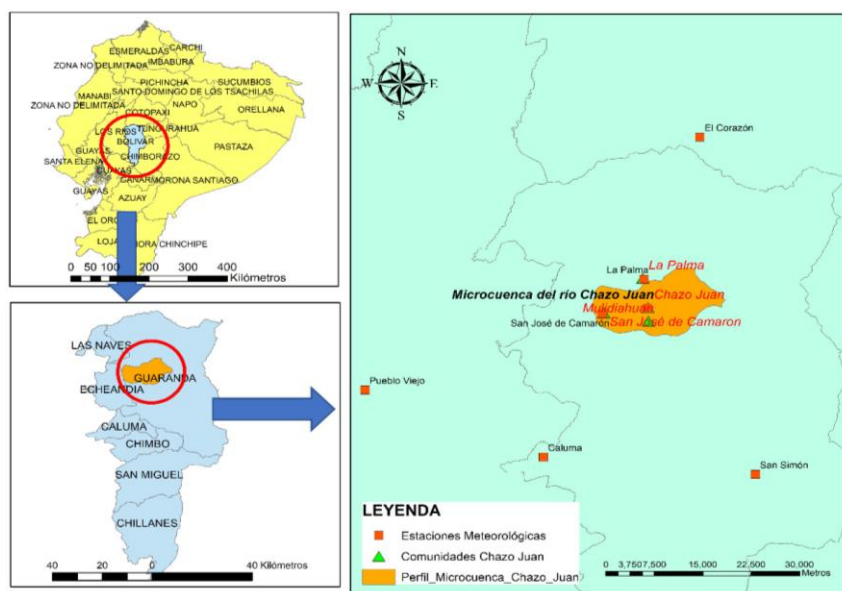 ESMERALDAS
CARCHI
ZONA NO DELIMITADA
IMBABURA
PICHINCHA
SUCUMBIOS
SANTO DOMINGO DE LOS TSACHILAS
MANABI
NAPO
ORELLANA
ZONA NO DELIMITADA
COTOPAXI
LOS RIOS
TUNGURAHUA
BOLIVAR
PASTAZA
GUAYAS
CHIMBORAZO
SANTA ELENA
GUAYAS
CAÑAR
MORONA SANTIAGO
GUAYAS
AZUAY
EL ORO
LOJA
ZAMORA CHINCHIPE
0 50 100 200 300 400
Kilómetros
LAS NAVES
GUARANDA
ECHEANDIA
CALUMA
CHIMBO
SAN MIGUEL
CHILLANES
40 20 0 40 Kilómetros
N
W E
S
El Corazón
La Palma La Palma
Microcuenca del río Chazo Juan Chazo Juan
Mulidiahuan
San José de Camarón San José de Camaron
Pueblo Viejo
Caluma
San Simón
LEYENDA
Estaciones Meteorológicas
Comunidades Chazo Juan
Perfil_Microcuenca_Chazo_Juan
0 3,750 7,500 15,000 22,500 30,000
Metros